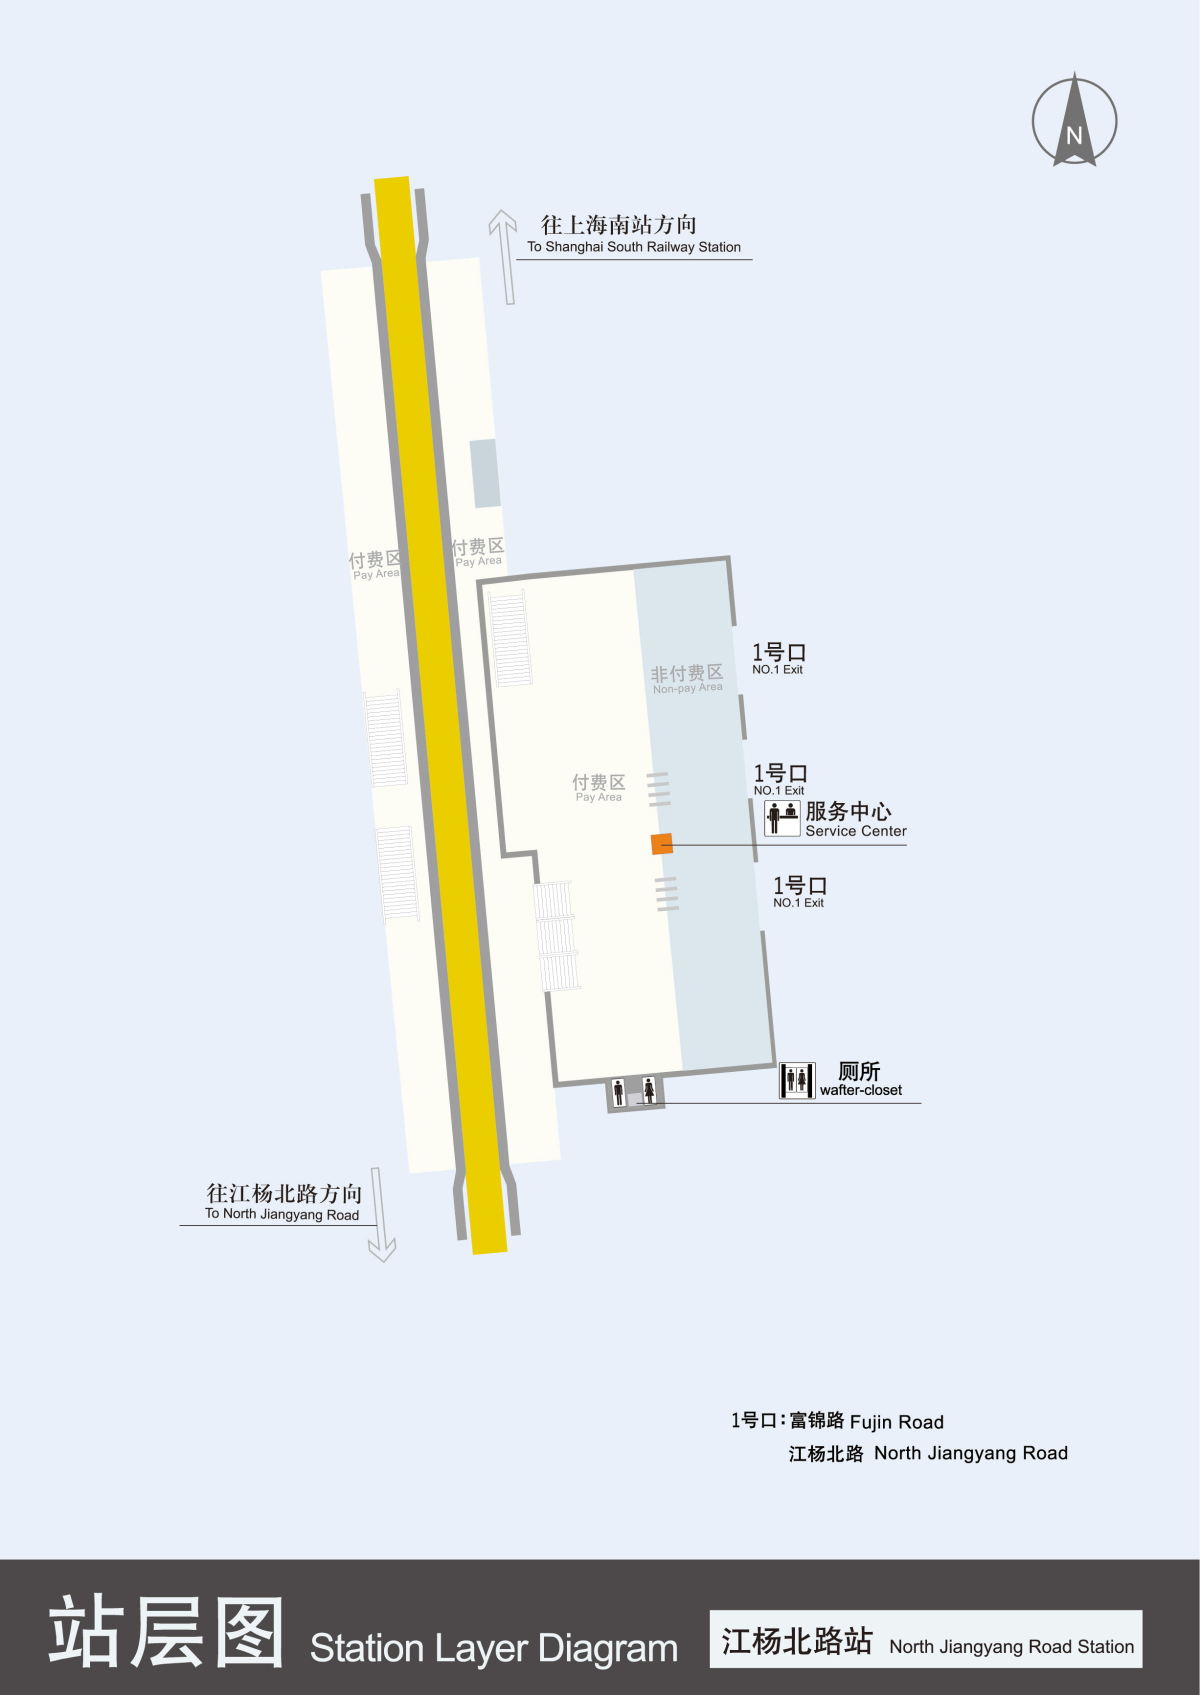 N
往上海南站方向
To Shanghai South Railway Station
付费区
Pay Area
付费区
Pay Area
1号口
NO.1 Exit
非付费区
Non-pay Area
1号口
NO.1 Exit
付费区
Pay Area
服务中心
Service Center
1号口
NO.1 Exit
厕所
wafter-closet
往江杨北路方向
To North Jiangyang Road
1号口：富锦路 Fujin Road
江杨北路 North Jiangyang Road
站层图 Station Layer Diagram
江杨北路站 North Jiangyang Road Station